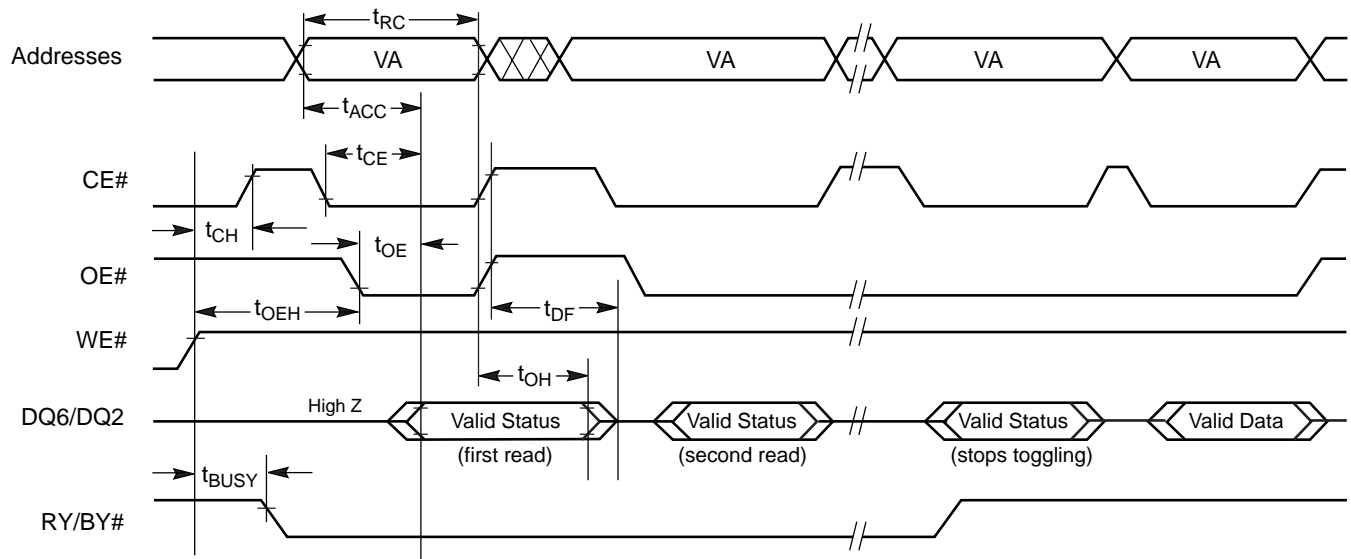 tRC
Addresses VA VA VA VA
tACC
tCE
CE#
tCH tOE
OE#
tOEH tDF
WE#
tOH
DQ6/DQ2 High Z Valid Status Valid Status Valid Status Valid Data
(first read) (second read) (stops toggling)
tBUSY
RY/BY#